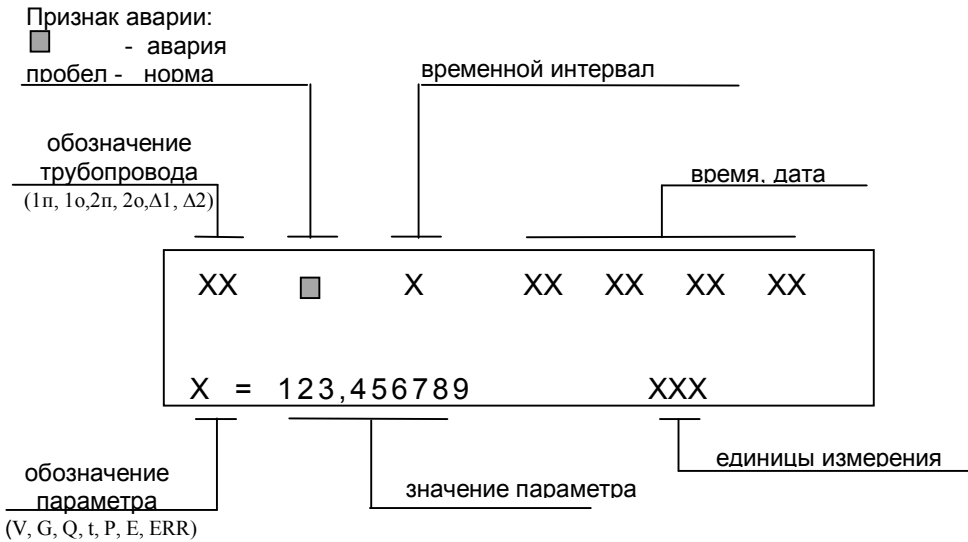 Признак аварии:
- авария
пробел - норма
временной интервал
обозначение
трубопровода
(1п, 1о,2п, 2о,Δ1, Δ2)
время, дата
XX X XX XX XX XX
X = 123,456789 XXX
обозначение
параметра
(V, G, Q, t, P, E, ERR)
значение параметра
единицы измерения